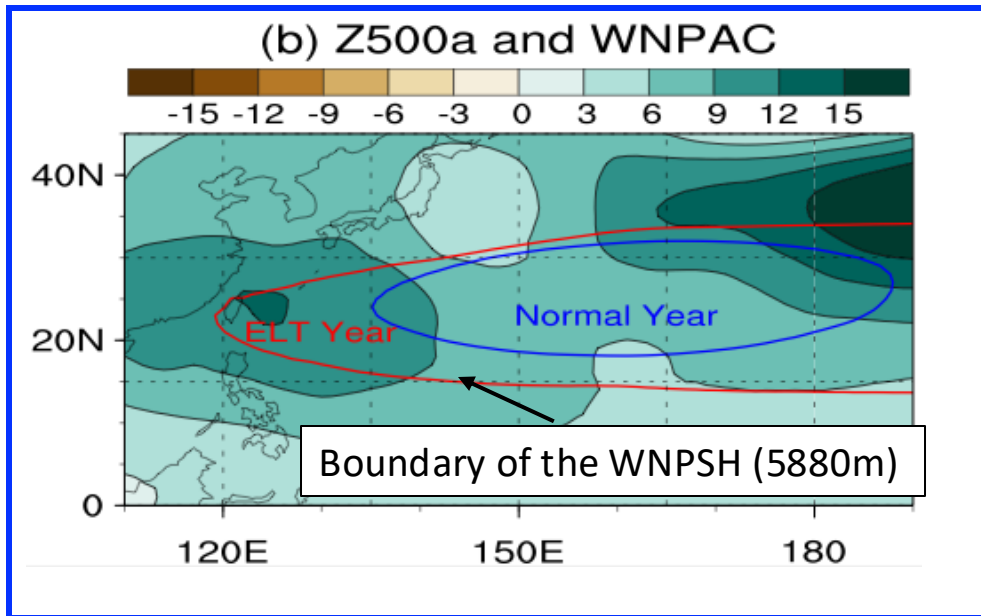 (b) Z500a and WNPAC
-15 -12 -9 -6 -3 0 3 6 9 12 15
40N
20N
0
ELT Year
Normal Year
Boundary of the WNPSH (5880m)
120E 150E 180